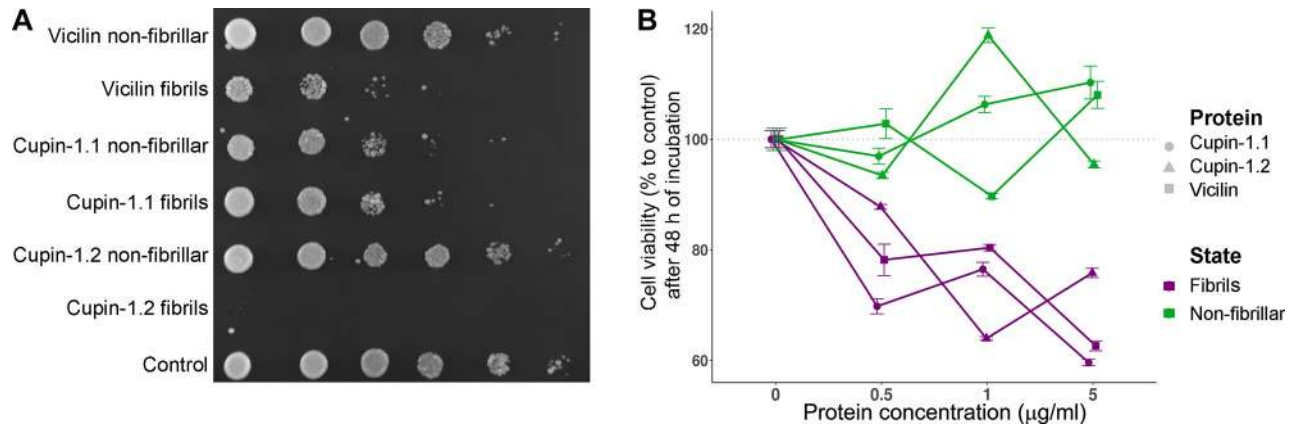 A
Vicilin non-fibrillar
Vicilin fibrils
Cupin-1.1 non-fibrillar
Cupin-1.1 fibrils
Cupin-1.2 non-fibrillar
Cupin-1.2 fibrils
Control
B
Cell viability (% to control)
after 48 h of incubation
120
100
80
60
0
0.5
1
5
Protein concentration (μg/ml)
Protein
Cupin-1.1
Cupin-1.2
Vicilin
State
Fibrils
Non-fibrillar